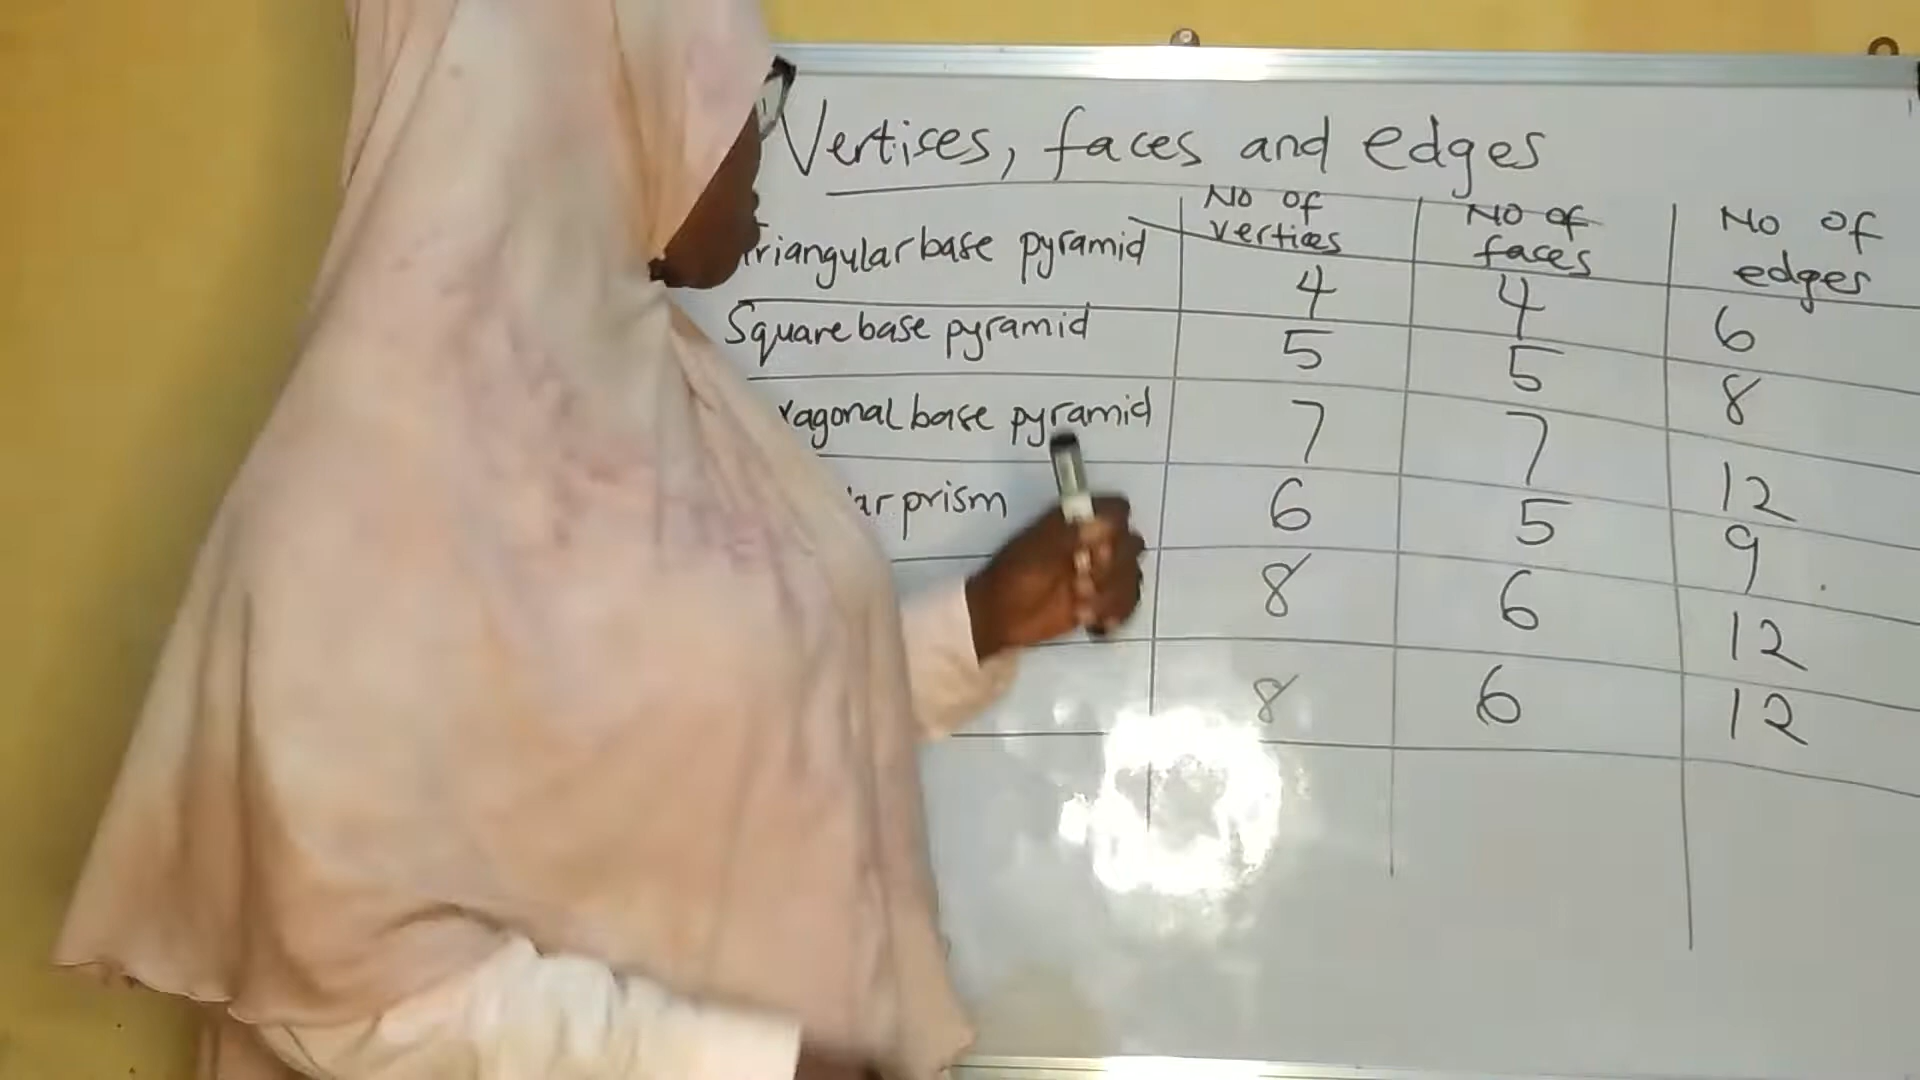 Vertises, faces and edges
No of vertices No of faces No of edges
Triangular base pyramid 4 4 6
Square base pyramid 5 5 8
xagonal base pyramid 7 7 12
ar prism 6 5 9
8 6 12
8 6 12